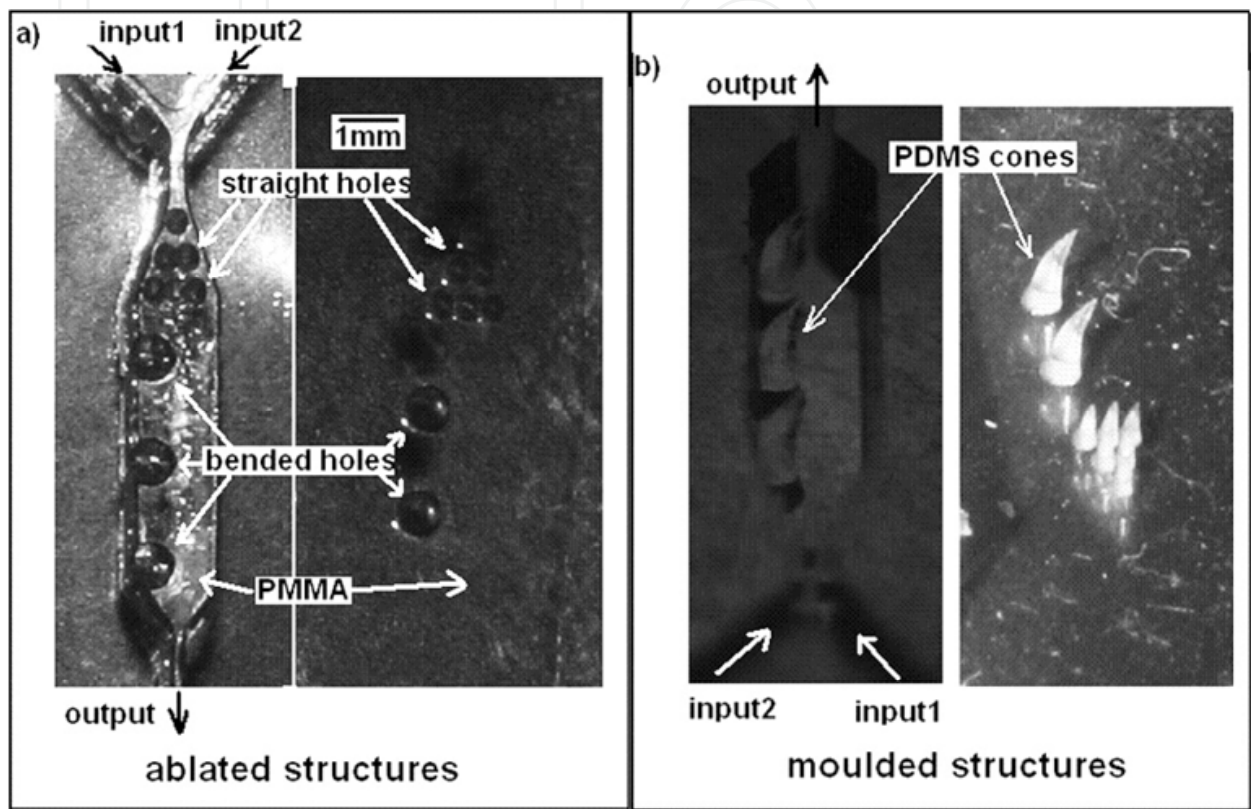 a)
input1
input2
1mm
straight holes
bended holes
PMMA
output
ablated structures
b)
output
PDMS cones
input2
input1
moulded structures